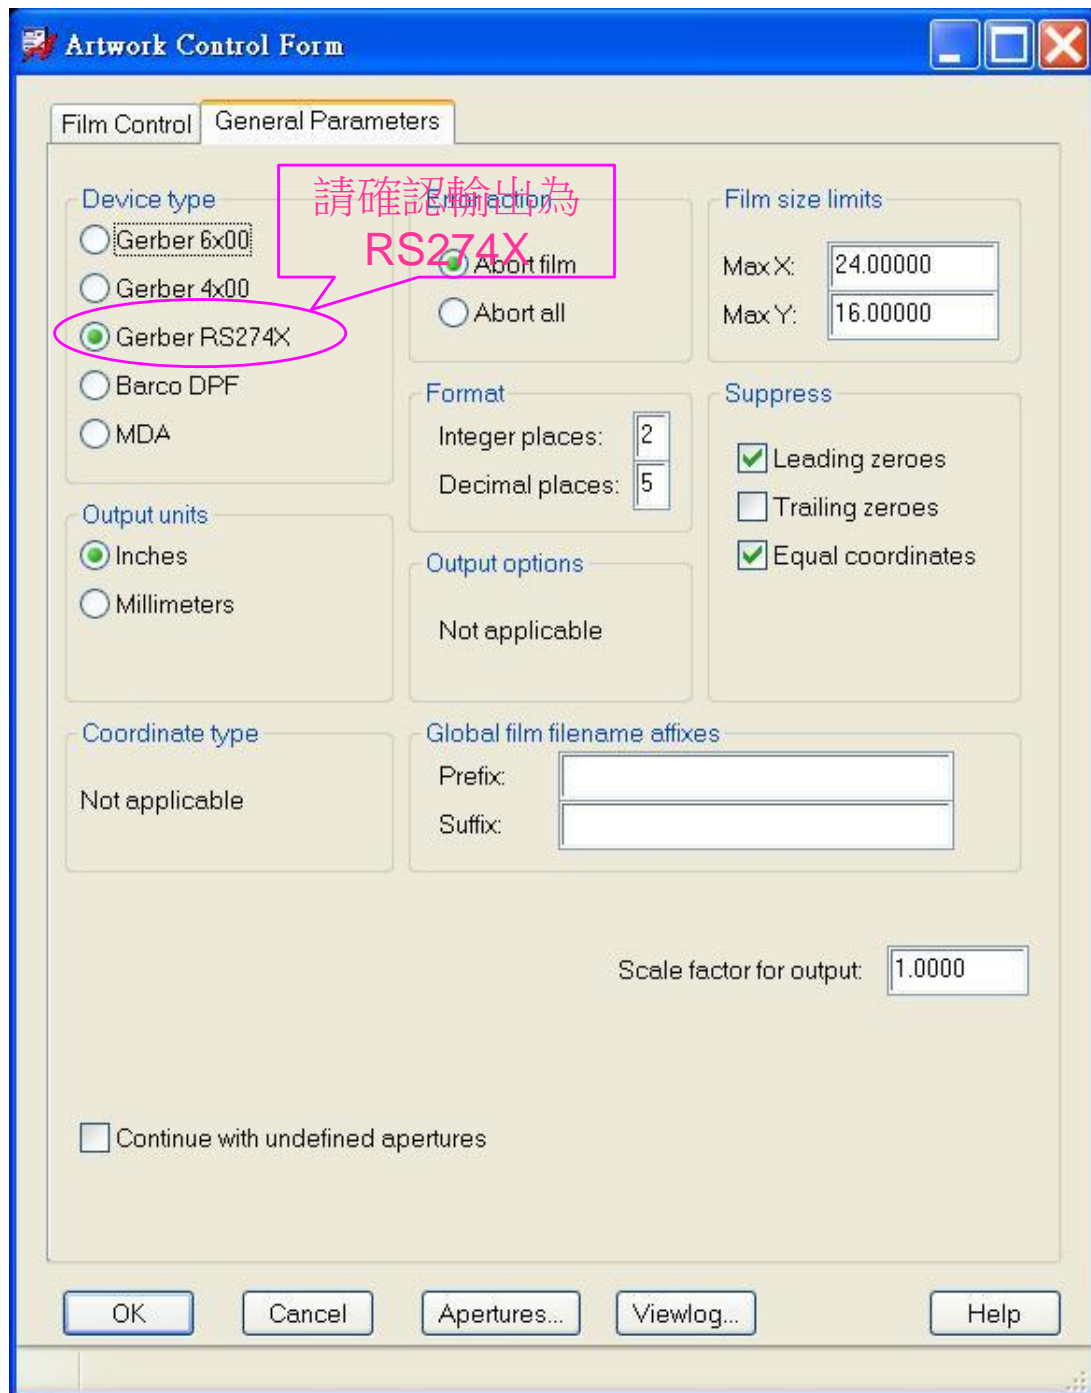 Artwork Control Form
Film Control
General Parameters
Device type
Gerber 6x00
Gerber 4x00
Gerber RS274X
Barco DPF
MDA
請確認輸出為
RS274X
Error action
Abort film
Abort all
Film size limits
Max X: 24.00000
Max Y: 16.00000
Format
Integer places: 2
Decimal places: 5
Suppress
Leading zeroes
Trailing zeroes
Equal coordinates
Output units
Inches
Millimeters
Output options
Not applicable
Coordinate type
Not applicable
Global film filename affixes
Prefix:
Suffix:
Scale factor for output: 1.0000
Continue with undefined apertures
OK
Cancel
Apertures...
Viewlog...
Help